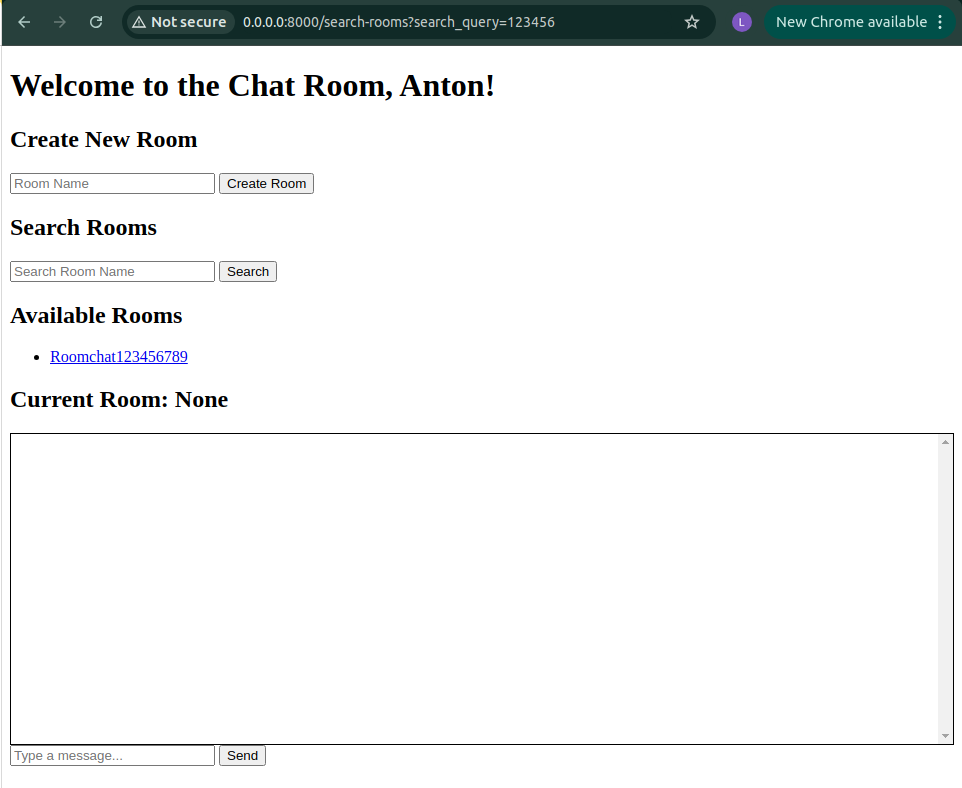 Not secure 0.0.0.0:8000/search-rooms?search_query=123456 L New Chrome available
Welcome to the Chat Room, Anton!
Create New Room
Room Name Create Room
Search Rooms
Search Room Name Search
Available Rooms
Roomchat123456789
Current Room: None
Type a message... Send